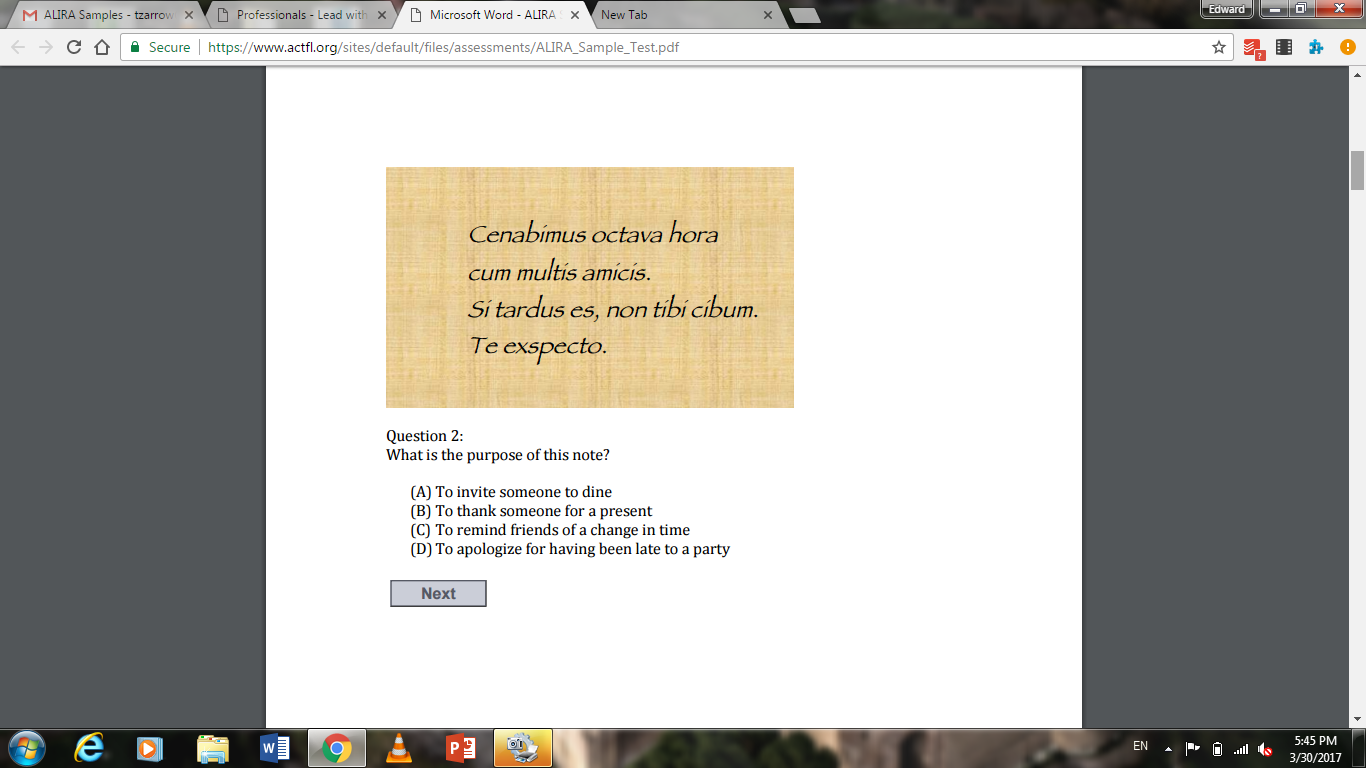 ALIRA Samples - tzarrow
Professionals - Lead with
Microsoft Word - ALIRA
New Tab
Edward
Secure
https://www.actfl.org/sites/default/files/assessments/ALIRA_Sample_Test.pdf
Cenabimus octava hora
cum multis amicis.
Si tardus es, non tibi cibum.
Te exspecto.
Question 2:
What is the purpose of this note?
(A) To invite someone to dine
(B) To thank someone for a present
(C) To remind friends of a change in time
(D) To apologize for having been late to a party
Next
EN
5:45 PM
3/30/2017